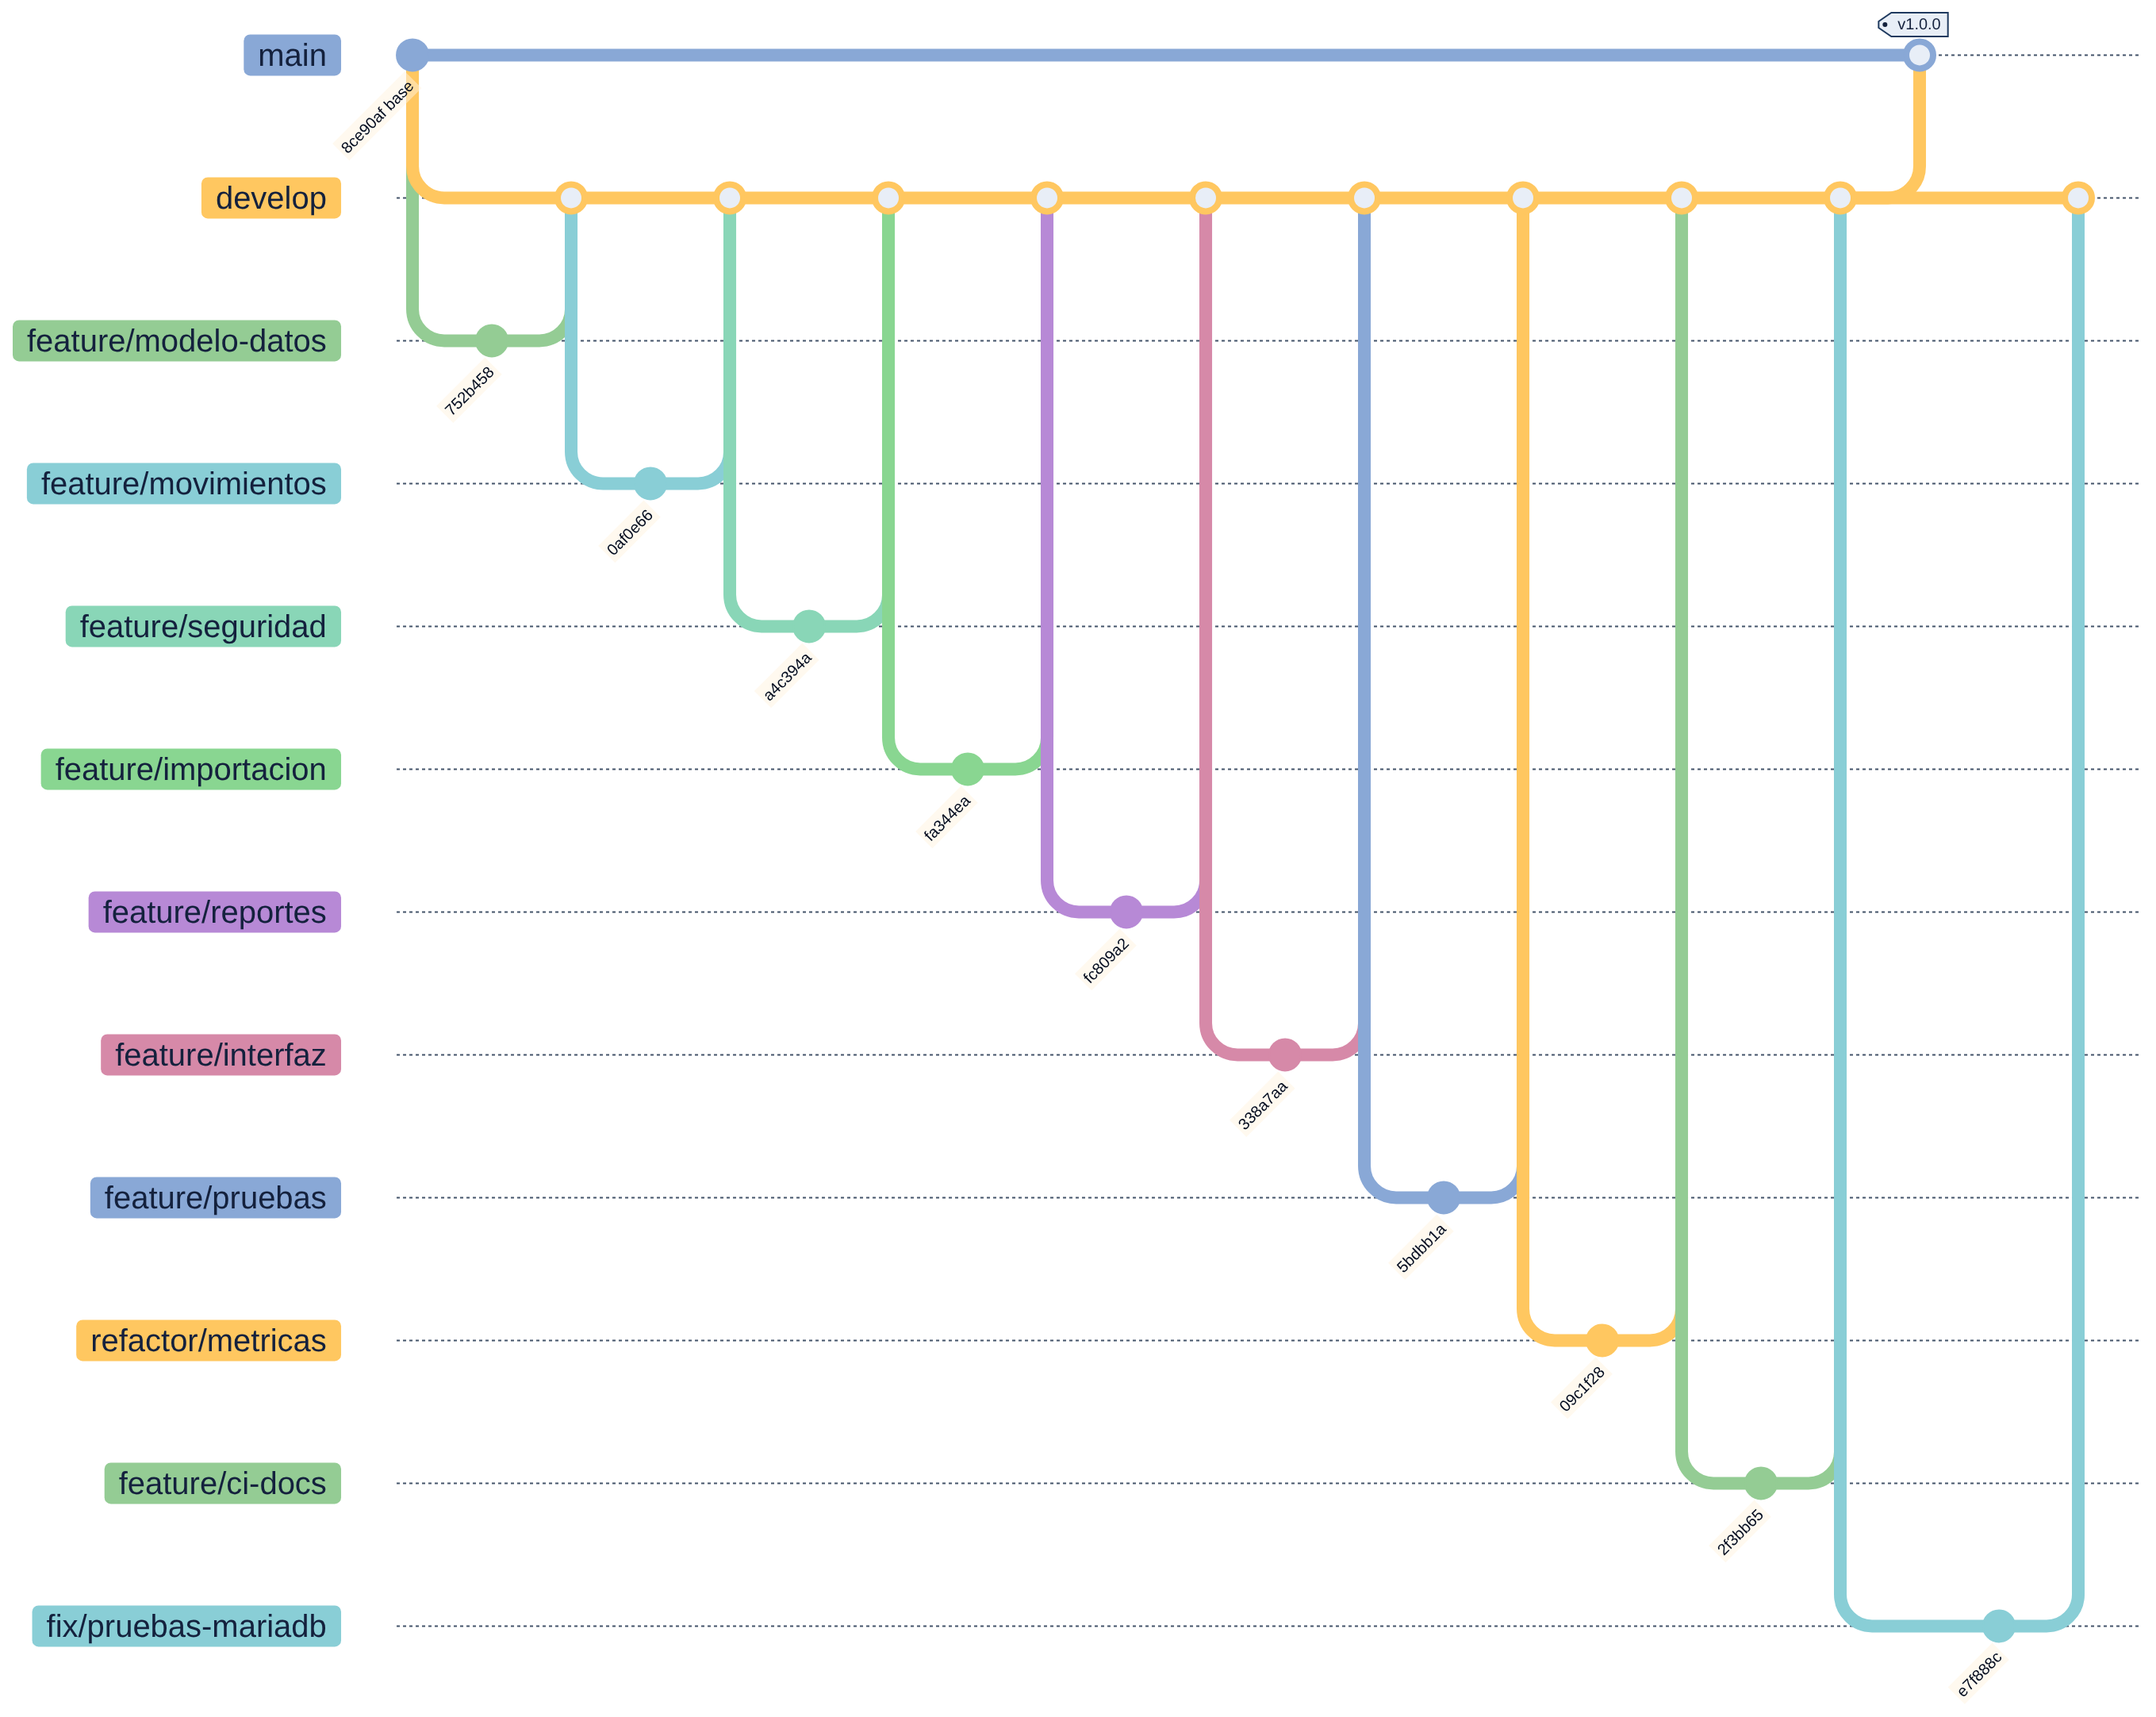 v1.0.0
main
8ce90af base
develop
feature/modelo-datos
752b458
feature/movimientos
0af0e66
feature/seguridad
a4c394a
feature/importacion
fa344ea
feature/reportes
fc809a2
feature/interfaz
338a7aa
feature/pruebas
5bdbb1a
refactor/metricas
09c1f28
feature/ci-docs
2f3bb65
fix/pruebas-mariadb
e7f888c